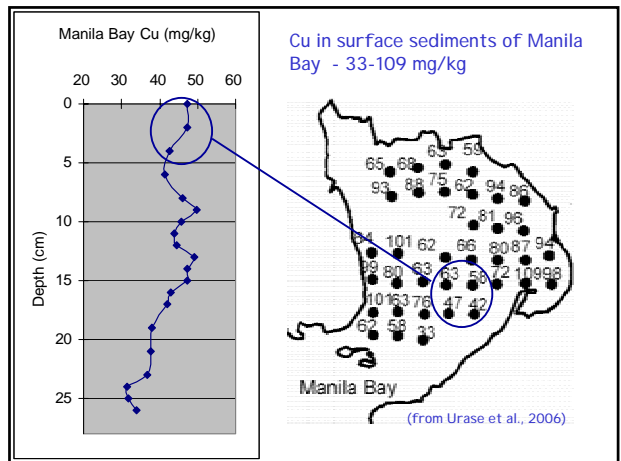 Manila Bay Cu (mg/kg)
20 30 40 50 60
0
5
10
15
20
25
Depth (cm)
Cu in surface sediments of Manila
Bay - 33-109 mg/kg
63 59
65 68
93 88 75 62 94 86
72 81 96
101 62 66 80 87 94
99 80 63 63 58 72 109 98
101 63 76 47 42
62 58 33
Manila Bay
(from Urase et al., 2006)